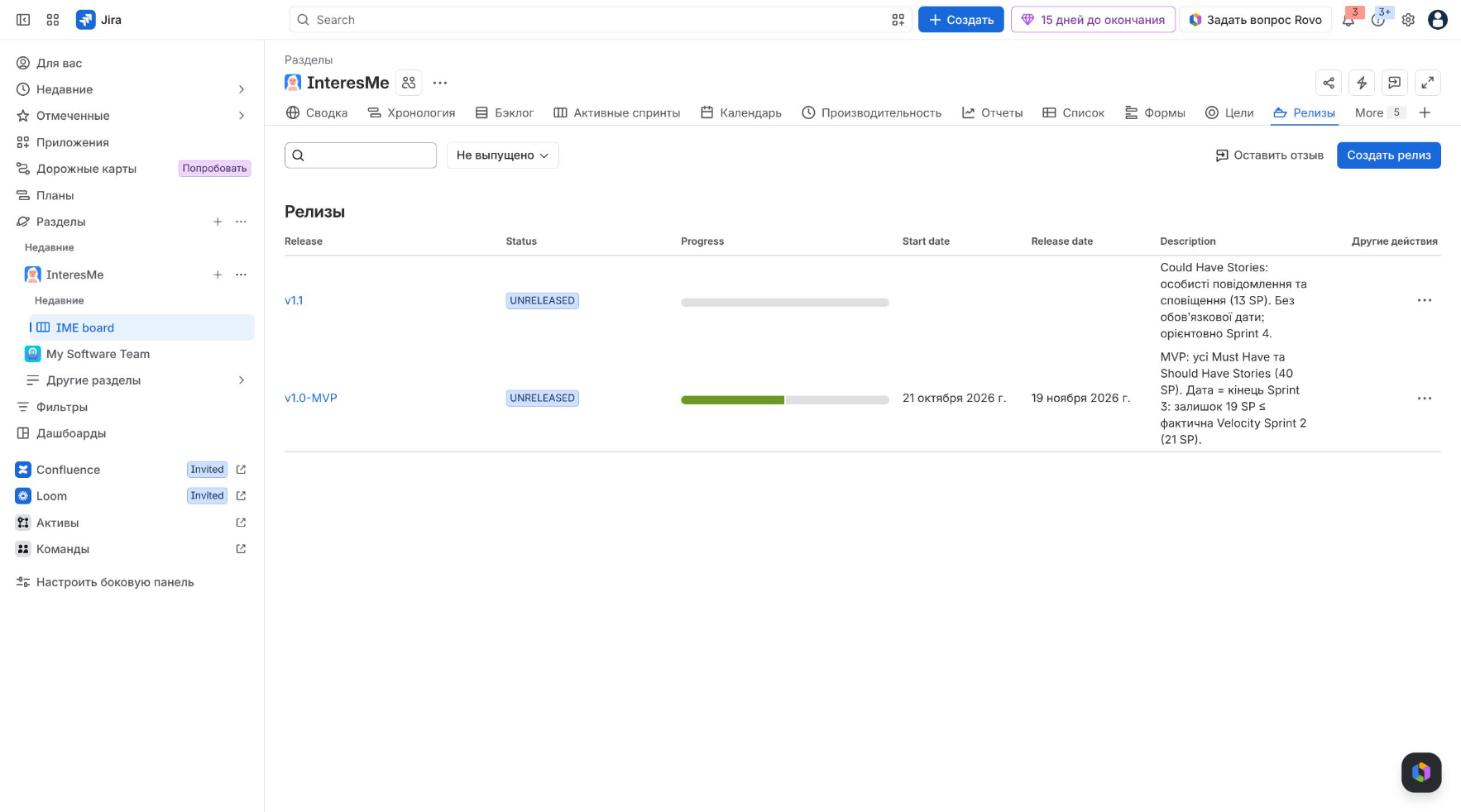 Jira
Search
Создать
15 дней до окончания
Задать вопрос Rovo
3
3+
Для вас
Недавние
Отмеченные
Приложения
Дорожные карты
Попробовать
Планы
Разделы
Недавние
InteresMe
Недавние
IME board
My Software Team
Другие разделы
Фильтры
Дашбоарды
Confluence
Invited
Loom
Invited
Активы
Команды
Настроить боковую панель
Разделы
InteresMe
Сводка
Хронология
Бэклог
Активные спринты
Календарь
Производительность
Отчеты
Список
Формы
Цели
Релизы
More 5
Не выпущено
Оставить отзыв
Создать релиз
Релизы
Release Status Progress Start date Release date Description Другие действия
v1.1
UNRELEASED
Could Have Stories:
особисті повідомлення та
сповіщення (13 SP). Без
обов'язкової дати;
орієнтовно Sprint 4.
v1.0-MVP
UNRELEASED
21 октября 2026 г.
19 ноября 2026 г.
MVP: усі Must Have та
Should Have Stories (40
SP). Дата = кінець Sprint
3: залишок 19 SP ≤
фактична Velocity Sprint 2
(21 SP).